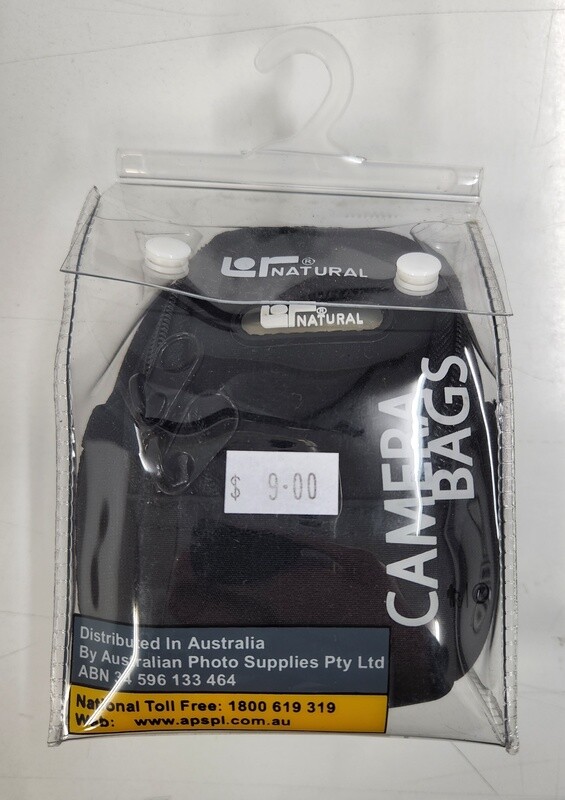 ® NATURAL
® NATURAL
CAMERA
BAGS
$ 9.00
Distributed In Australia
By Australian Photo Supplies Pty Ltd
ABN 34 596 133 464
National Toll Free: 1800 619 319
Web: www.apspl.com.au